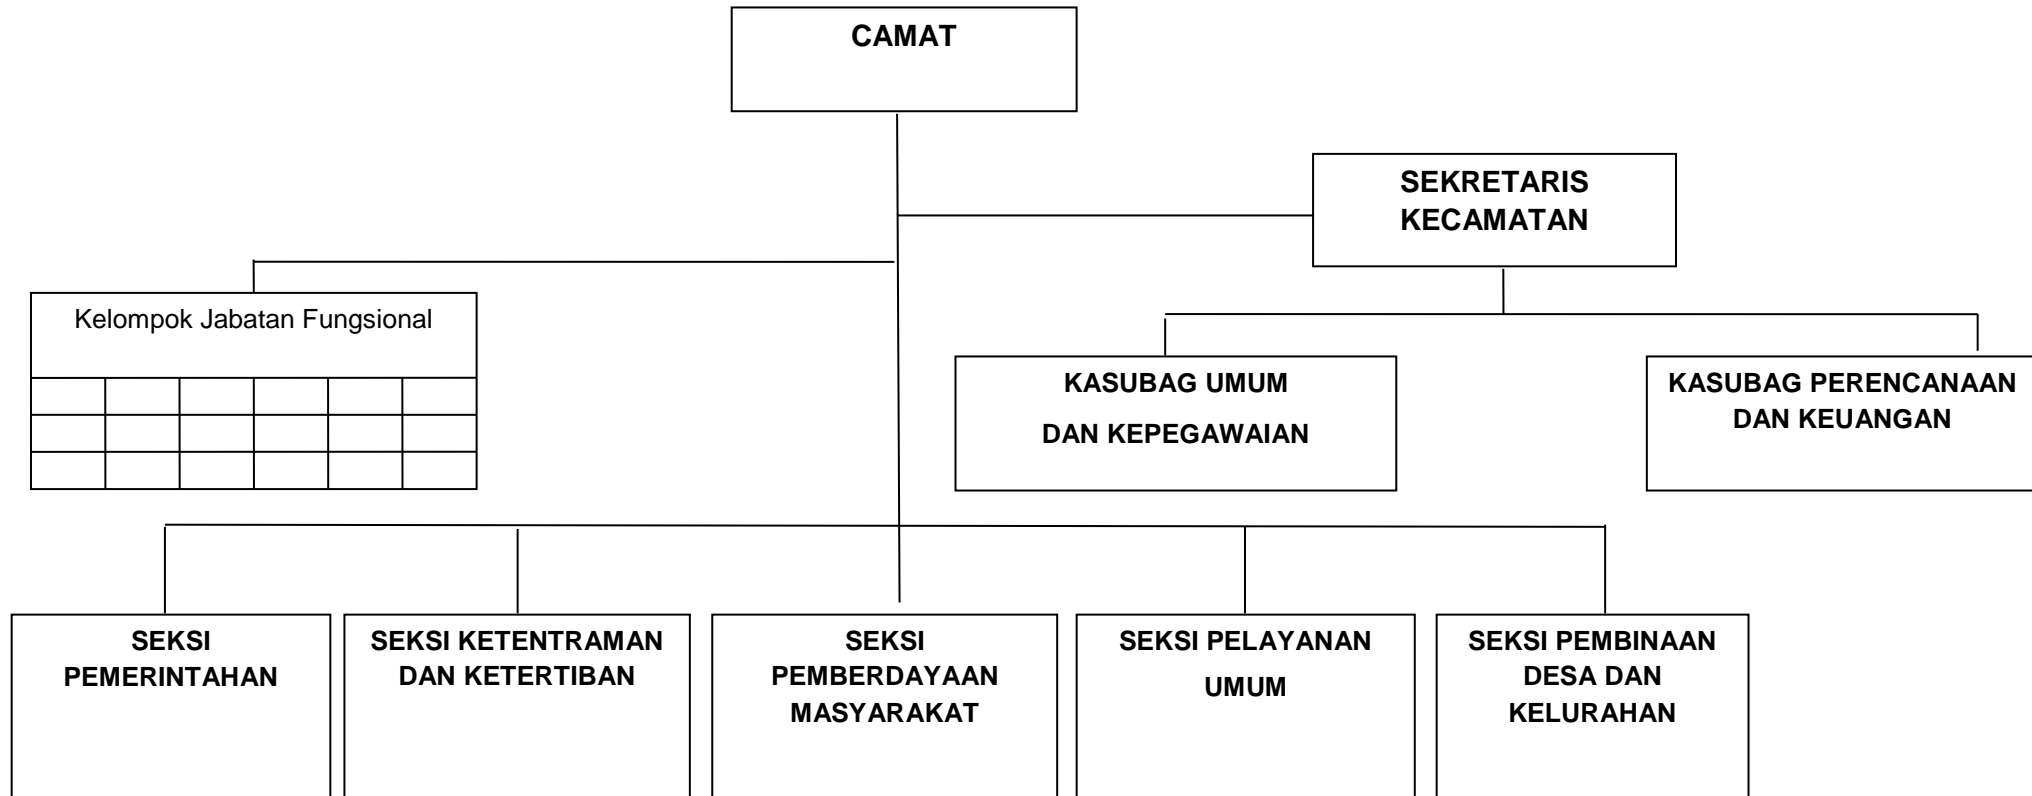 CAMAT
SEKRETARIS
KECAMATAN
Kelompok Jabatan Fungsional
KASUBAG UMUM
DAN KEPEGAWAIAN
KASUBAG PERENCANAAN
DAN KEUANGAN
SEKSI
PEMERINTAHAN
SEKSI KETENTRAMAN
DAN KETERTIBAN
SEKSI
PEMBERDAYAAN
MASYARAKAT
SEKSI PELAYANAN
UMUM
SEKSI PEMBINAAN
DESA DAN
KELURAHAN